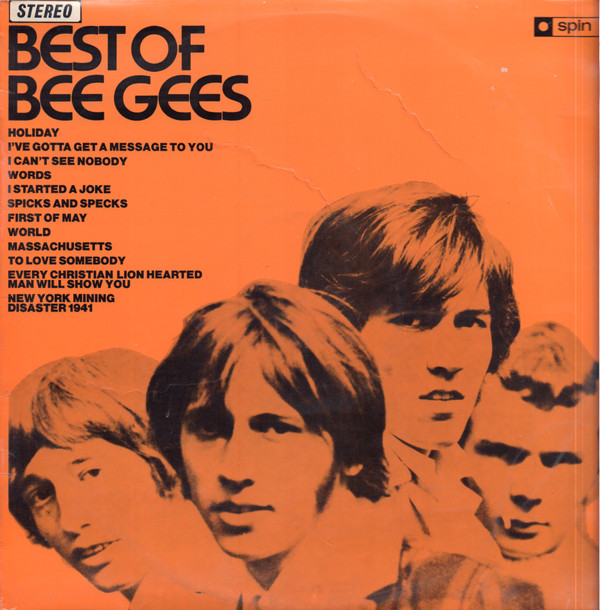 STEREO
spin
BEST OF
BEE GEES
HOLIDAY
I'VE GOTTA GET A MESSAGE TO YOU
I CAN'T SEE NOBODY
WORDS
I STARTED A JOKE
SPICKS AND SPECKS
FIRST OF MAY
WORLD
MASSACHUSETTS
TO LOVE SOMEBODY
EVERY CHRISTIAN LION HEARTED
MAN WILL SHOW YOU
NEW YORK MINING
DISASTER 1941